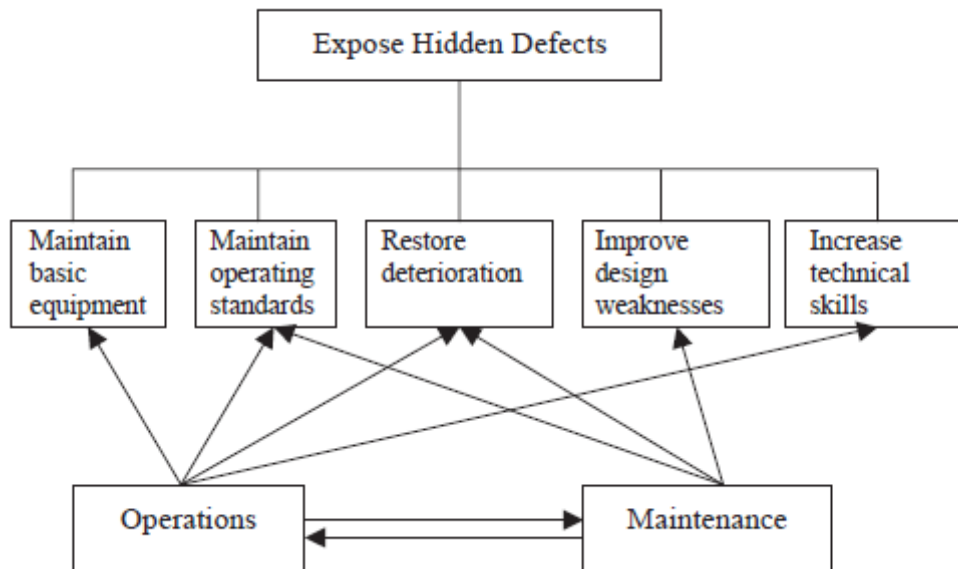 Expose Hidden Defects
Maintain
basic
equipment
Maintain
operating
standards
Restore
deterioration
Improve
design
weaknesses
Increase
technical
skills
Operations
Maintenance